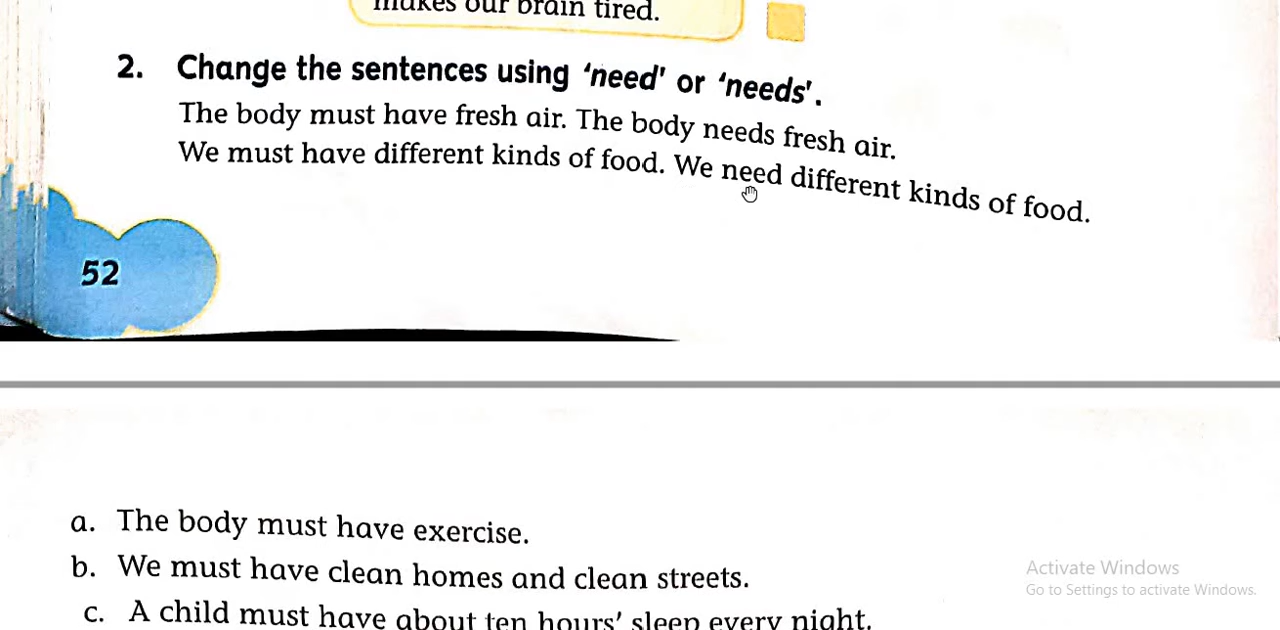 makes our brain tired.
2. Change the sentences using ‘need’ or ‘needs’.
The body must have fresh air. The body needs fresh air.
We must have different kinds of food. We need different kinds of food.
52
a. The body must have exercise.
b. We must have clean homes and clean streets.
c. A child must have about ten hours’ sleep every night.
Activate Windows
Go to Settings to activate Windows.